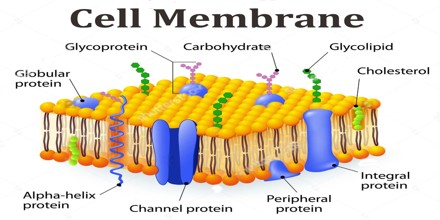 Cell Membrane
Glycoprotein
Carbohydrate
Glycolipid
Globular
protein
Cholesterol
Alpha-helix
protein
Channel protein
Peripheral
protein
Integral
protein